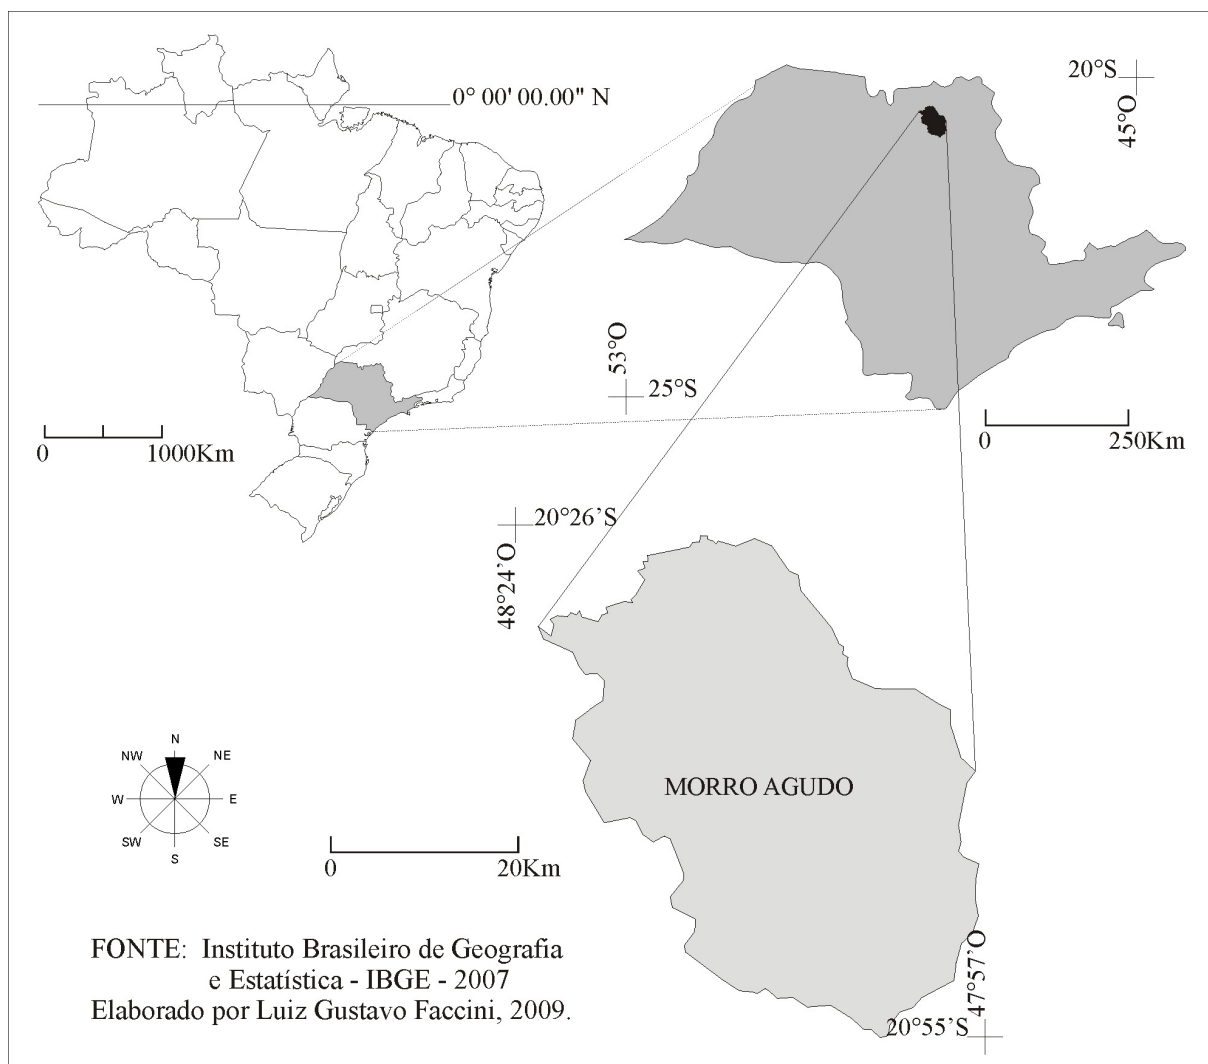 0° 00' 00.00" N
20°S
45°O
53°O
25°S
0
1000Km
0
250Km
20°26’S
48°24’O
MORRO AGUDO
N
NW
NE
W
E
SW
SE
S
0
20Km
FONTE: Instituto Brasileiro de Geografia
e Estatística - IBGE - 2007
Elaborado por Luiz Gustavo Faccini, 2009.
47°57’O
20°55’S